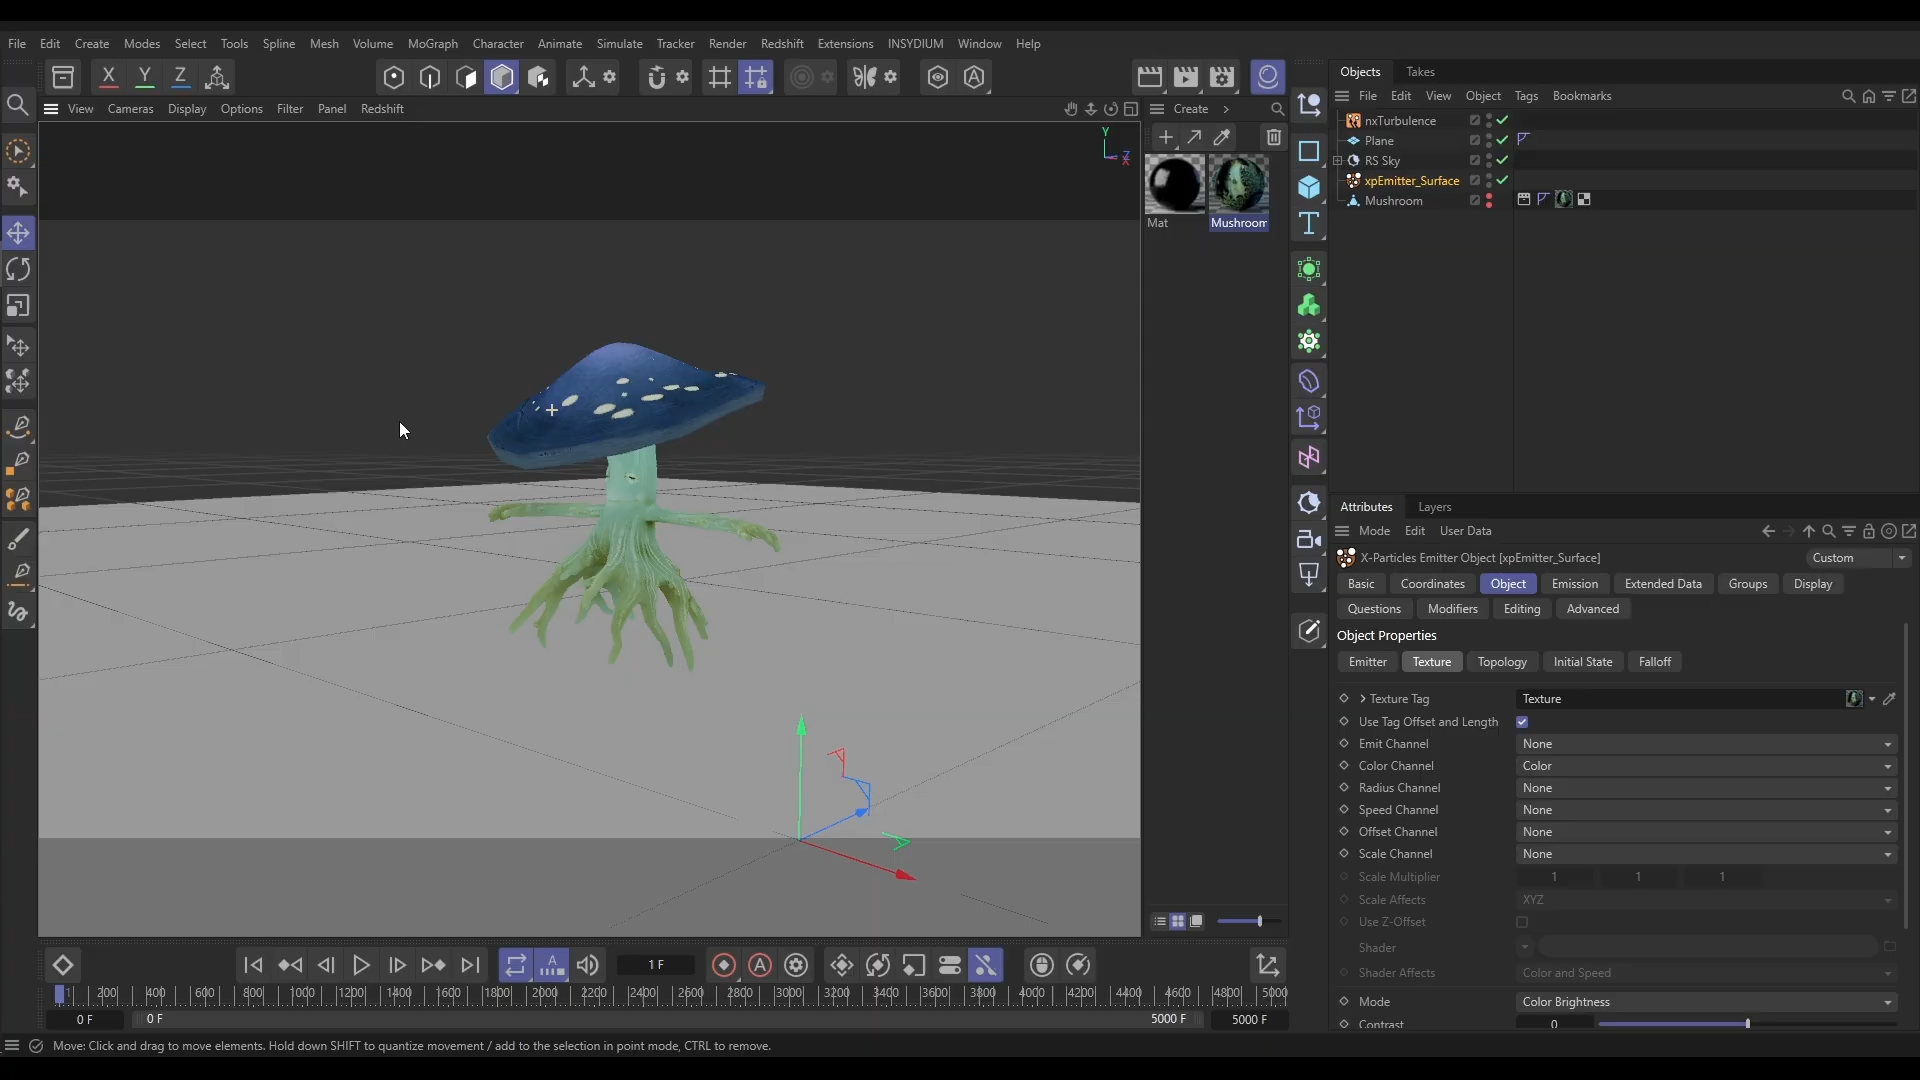 File Edit Create Modes Select Tools Spline Mesh Volume MoGraph Character Animate Simulate Tracker Render Redshift Extensions INSYDIUM Window Help
X Y Z
Objects Takes
View Cameras Display Options Filter Panel Redshift
Create
File Edit View Object Tags Bookmarks
Y
Z
X
nxTurbulence
Plane
RS Sky
xpEmitter_Surface
Mushroom
Mat Mushroom
Attributes Layers
Mode Edit User Data
X-Particles Emitter Object [xpEmitter_Surface] Custom
Basic Coordinates Object Emission Extended Data Groups Display
Questions Modifiers Editing Advanced
Object Properties
Emitter Texture Topology Initial State Falloff
Texture Tag Texture
Use Tag Offset and Length
Emit Channel None
Color Channel Color
Radius Channel None
Speed Channel None
Offset Channel None
Scale Channel None
Scale Multiplier 1 1 1
Scale Affects XYZ
Use Z-Offset
Shader
Shader Affects Color and Speed
Mode Color Brightness
Contrast 0
1 F
1 200 400 600 800 1000 1200 1400 1600 1800 2000 2200 2400 2600 2800 3000 3200 3400 3600 3800 4000 4200 4400 4600 4800 5000
0 F 0 F 5000 F 5000 F
Move: Click and drag to move elements. Hold down SHIFT to quantize movement / add to the selection in point mode, CTRL to remove.